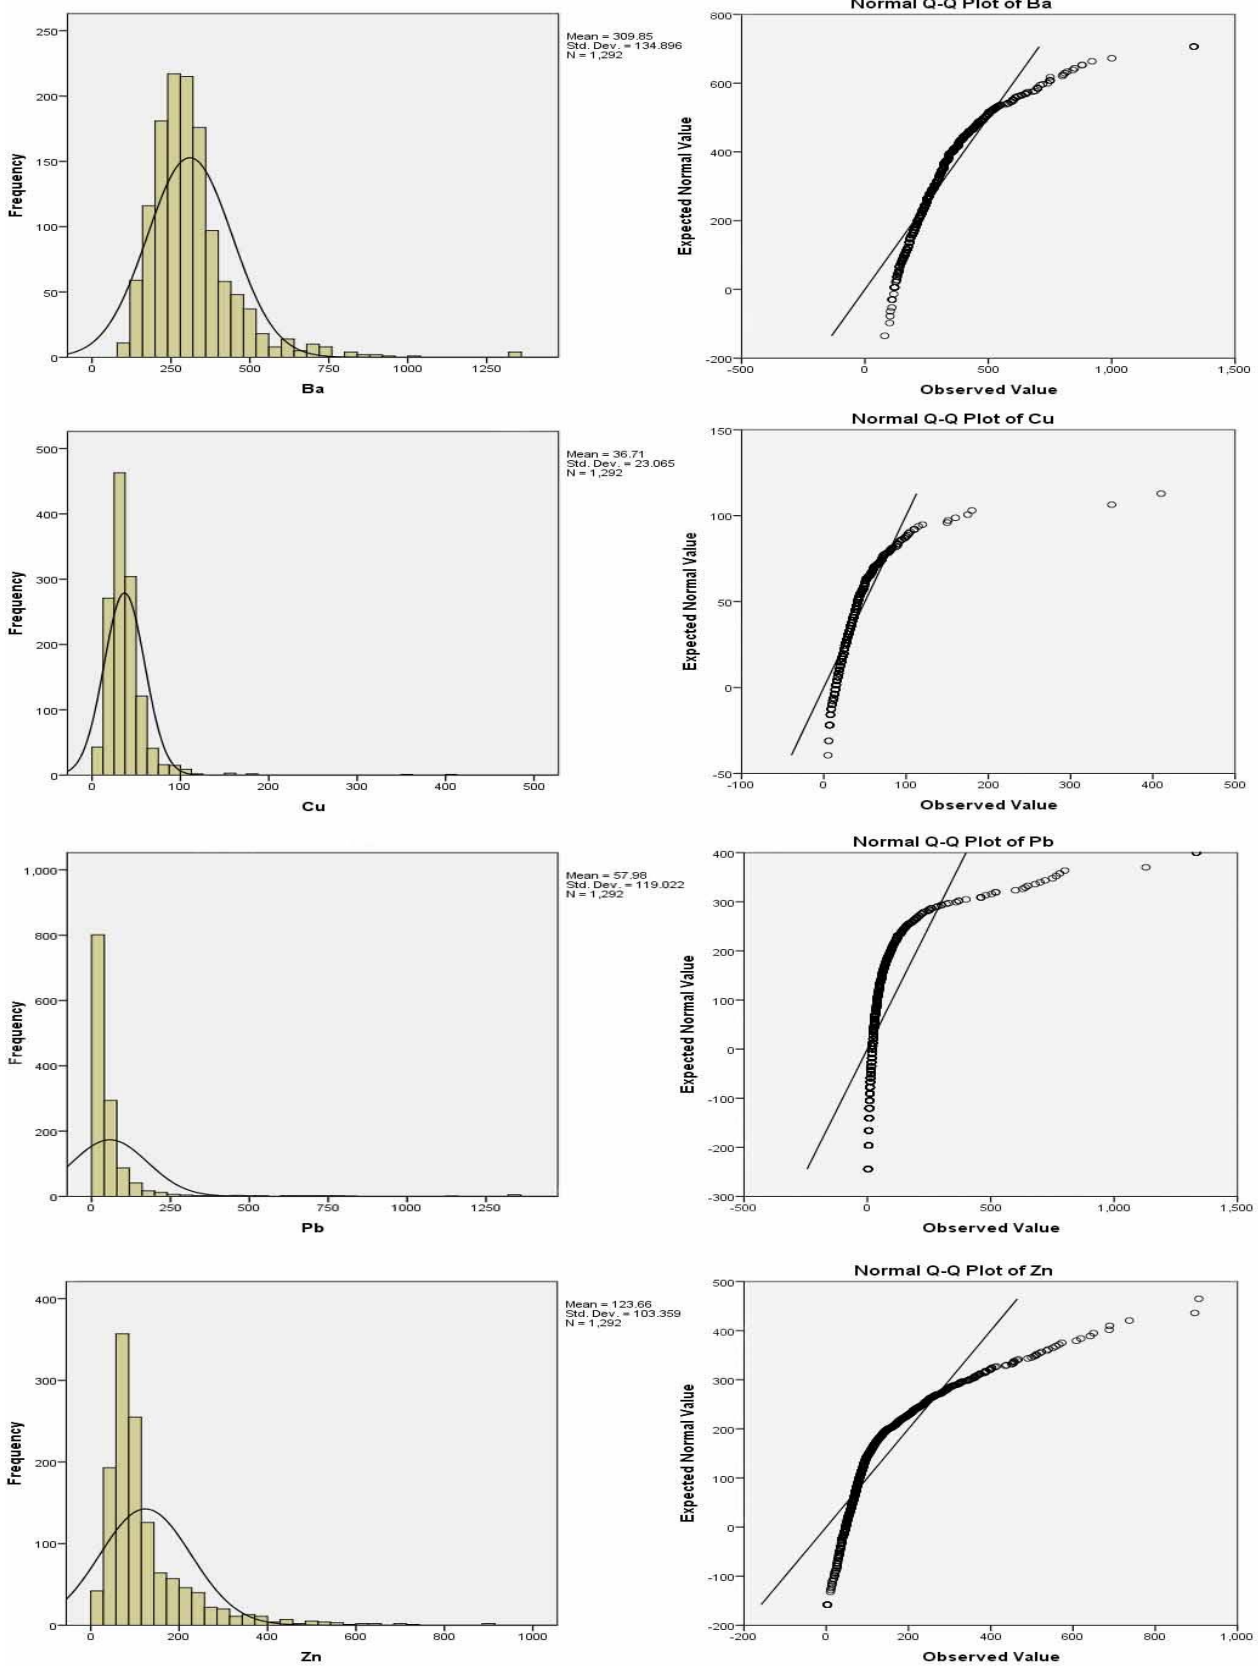 Normal Q-Q Plot of Ba
250
200
150
100
50
0
Frequency
0 250 500 750 1000 1250
Ba
Mean = 309.85
Std. Dev. = 134.896
N = 1,292
800
600
400
200
0
-200
Expected Normal Value
-500 0 500 1,000 1,500
Observed Value
500
400
300
200
100
0
Frequency
0 100 200 300 400 500
Cu
Mean = 36.71
Std. Dev. = 23.065
N = 1,292
Normal Q-Q Plot of Cu
150
100
50
0
-50
Expected Normal Value
-100 0 100 200 300 400 500
Observed Value
1,000
800
600
400
200
0
Frequency
0 250 500 750 1000 1250
Pb
Mean = 57.98
Std. Dev. = 119.022
N = 1,292
Normal Q-Q Plot of Pb
400
300
200
100
0
-100
-200
-300
Expected Normal Value
-500 0 500 1,000 1,500
Observed Value
400
300
200
100
0
Frequency
0 200 400 600 800 1,000
Zn
Mean = 123.66
Std. Dev. = 103.359
N = 1,292
Normal Q-Q Plot of Zn
500
400
300
200
100
0
-100
-200
Expected Normal Value
-200 0 200 400 600 800 1,000
Observed Value